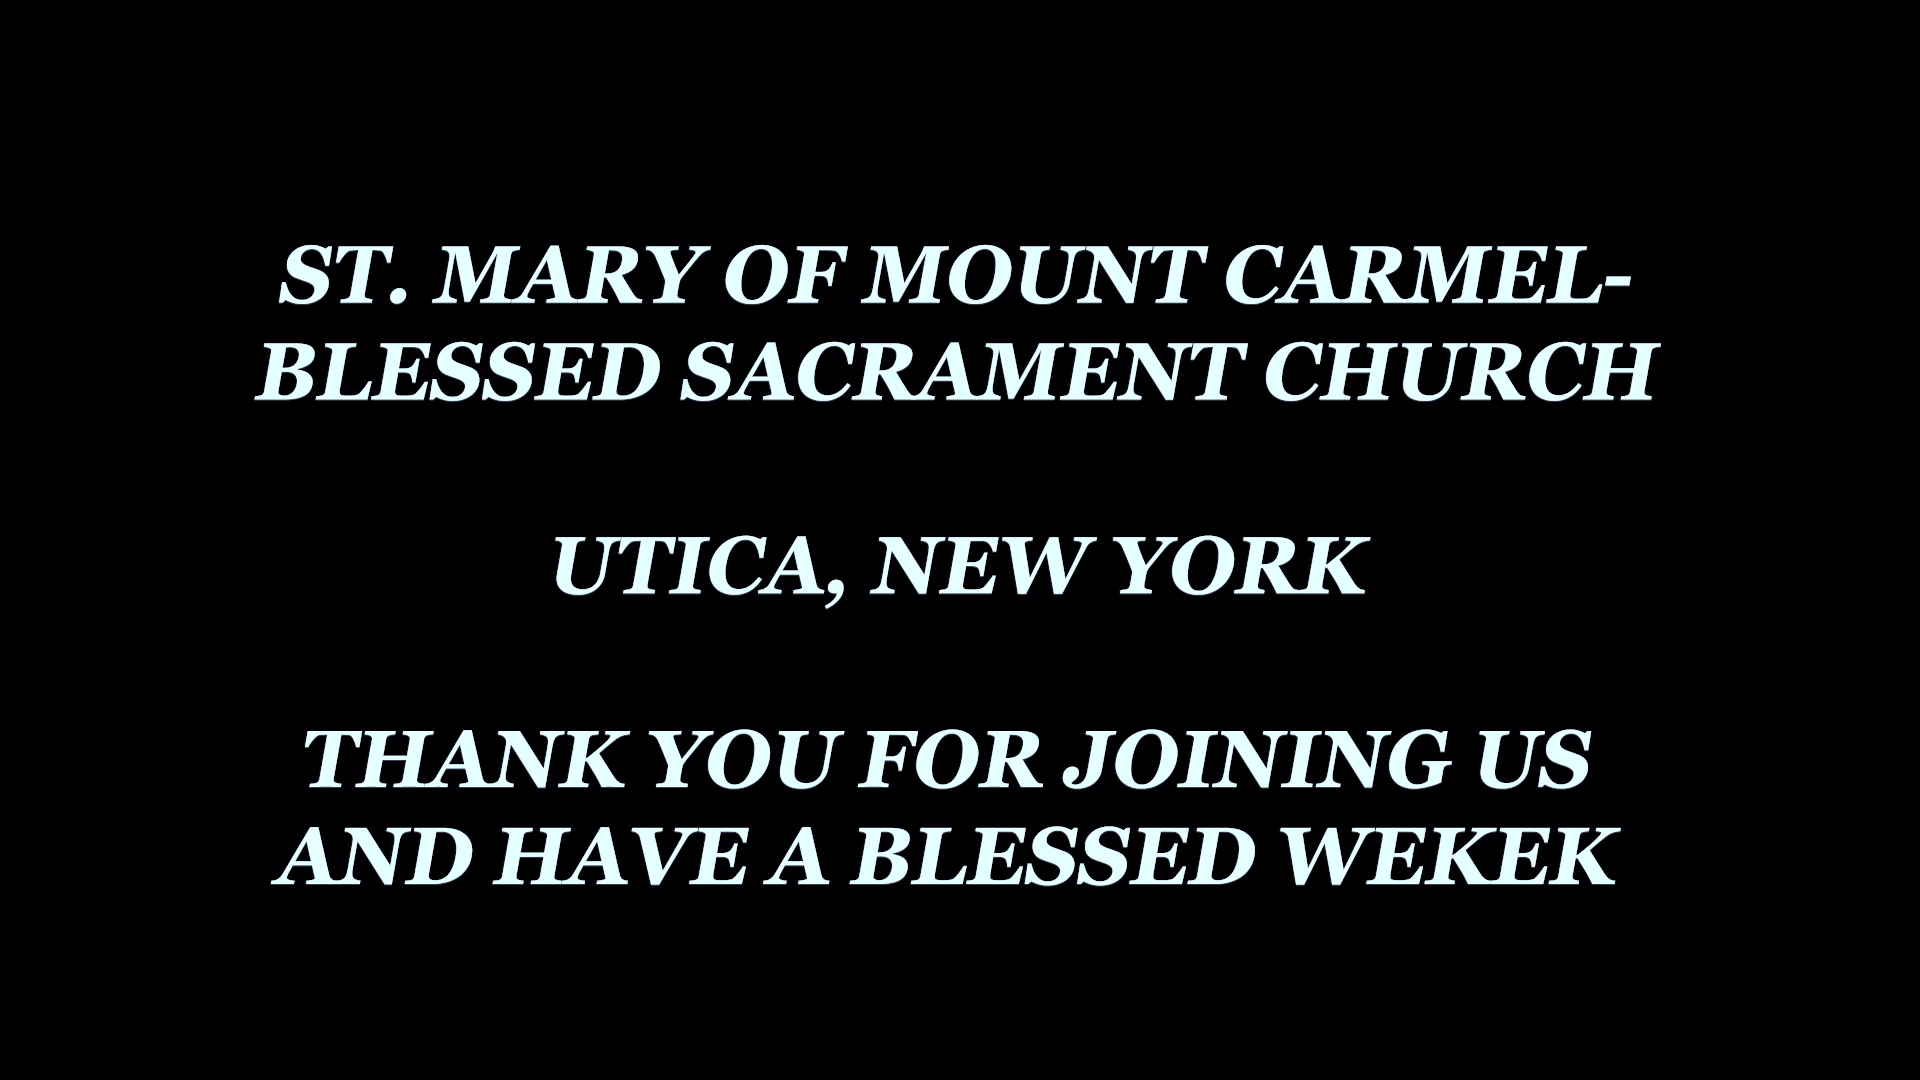 ST. MARY OF MOUNT CARMEL-
BLESSED SACRAMENT CHURCH
UTICA, NEW YORK
THANK YOU FOR JOINING US
AND HAVE A BLESSED WEKEK